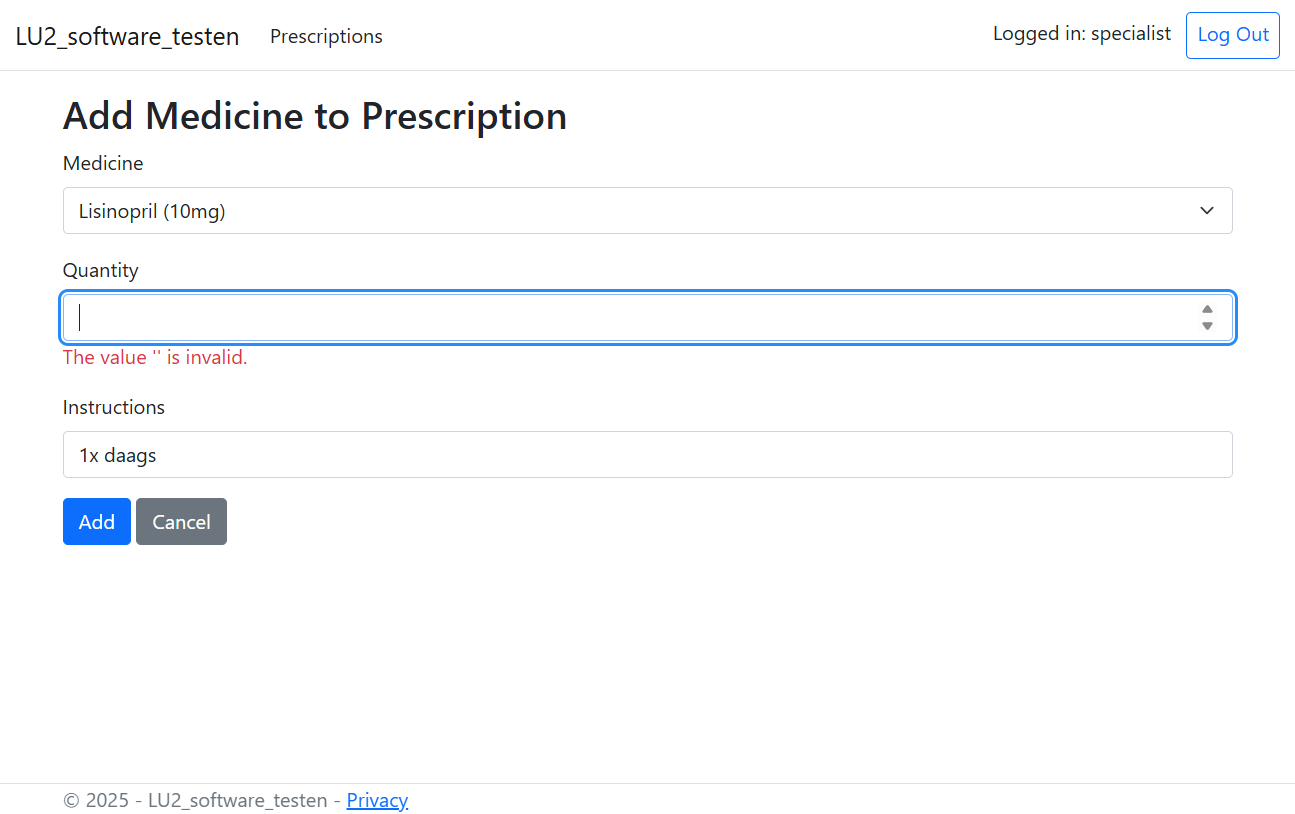 LU2_software_testen Prescriptions Logged in: specialist Log Out
Add Medicine to Prescription
Medicine
Lisinopril (10mg)
Quantity
The value '' is invalid.
Instructions
1x daags
Add Cancel
© 2025 - LU2_software_testen - Privacy